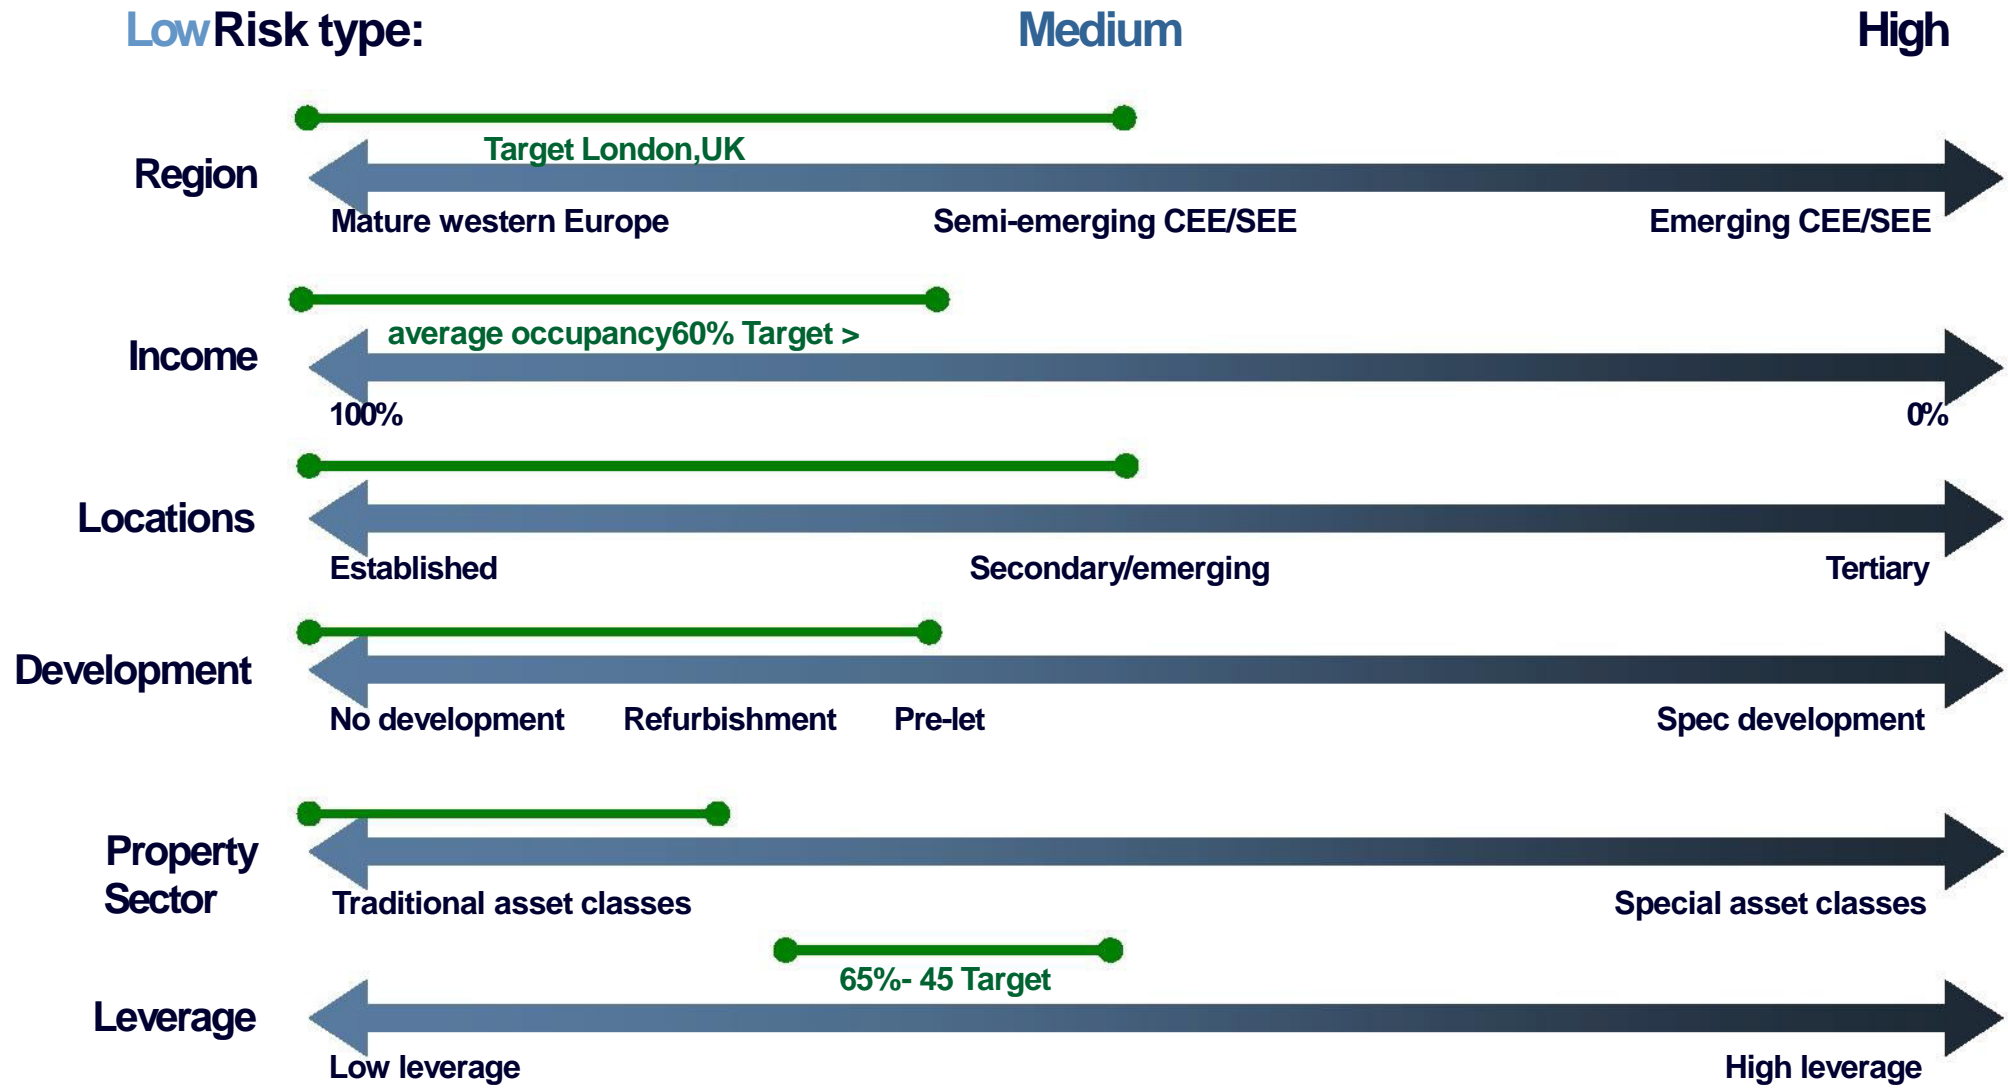 Low Risk type: Medium High
Target London,UK
Region
Mature western Europe Semi-emerging CEE/SEE Emerging CEE/SEE
average occupancy60% Target >
Income
100% 0%
Locations
Established Secondary/emerging Tertiary
Development
No development Refurbishment Pre-let Spec development
Property
Sector
Traditional asset classes Special asset classes
65%- 45 Target
Leverage
Low leverage High leverage